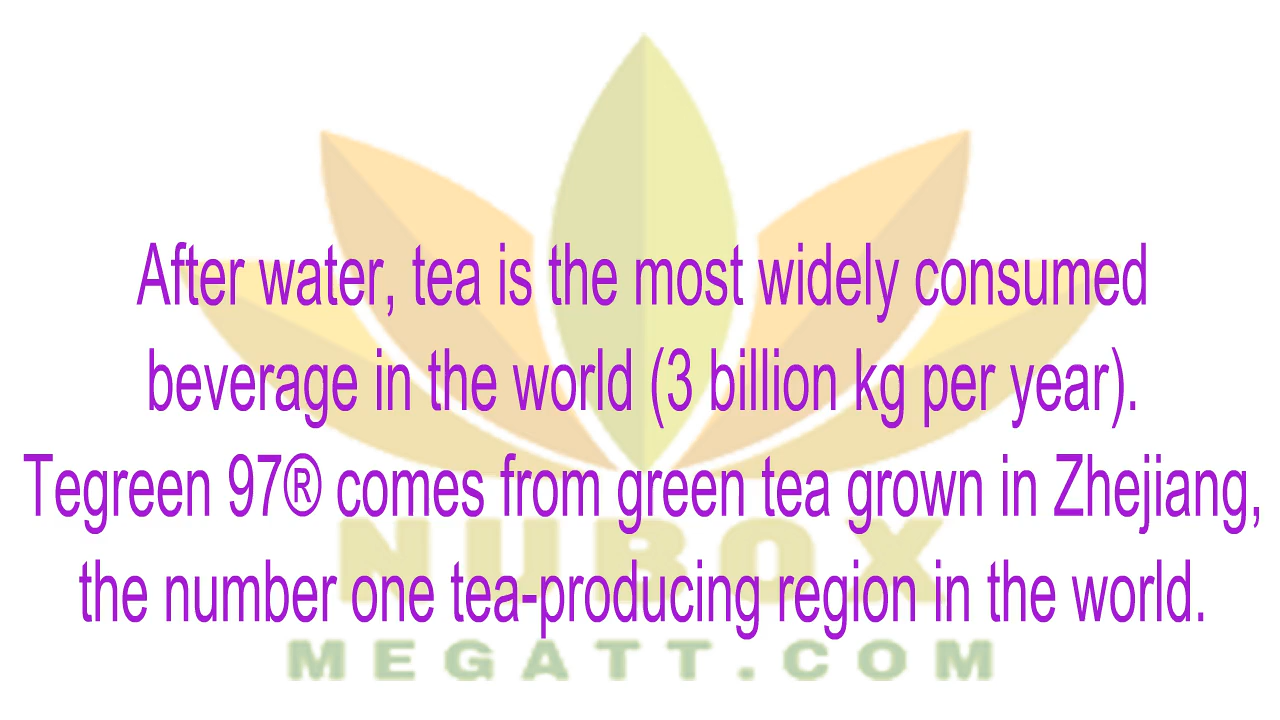 After water, tea is the most widely consumed
beverage in the world (3 billion kg per year).
Tegreen 97® comes from green tea grown in Zhejiang,
the number one tea-producing region in the world.
NUBOX
MEGATT.COM